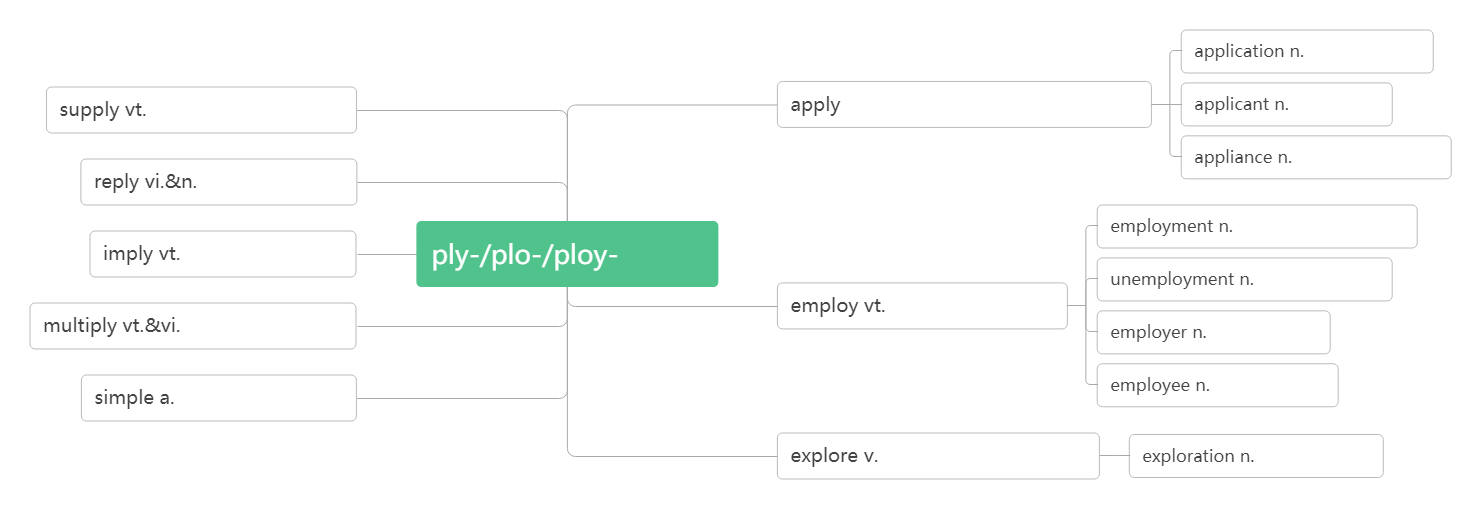 ply-/plo-/ploy-
apply
application n.
applicant n.
appliance n.
employ vt.
employment n.
unemployment n.
employer n.
employee n.
explore v.
exploration n.
supply vt.
reply vi.&n.
imply vt.
multiply vt.&vi.
simple a.